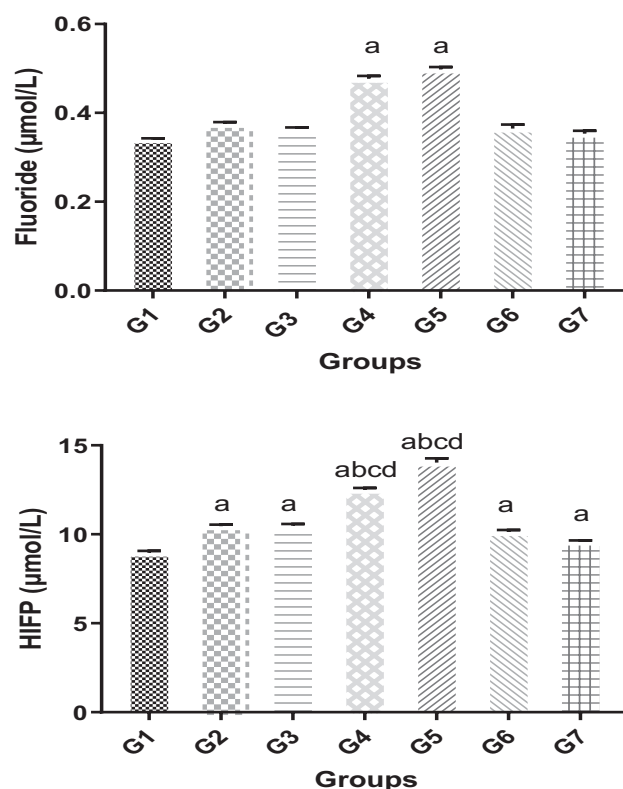 0.6
0.4
0.2
0.0
Fluoride (µmol/L)
a a
G1 G2 G3 G4 G5 G6 G7
Groups
15
10
5
0
HIFP (µmol/L)
a a abcd abcd a a
G1 G2 G3 G4 G5 G6 G7
Groups